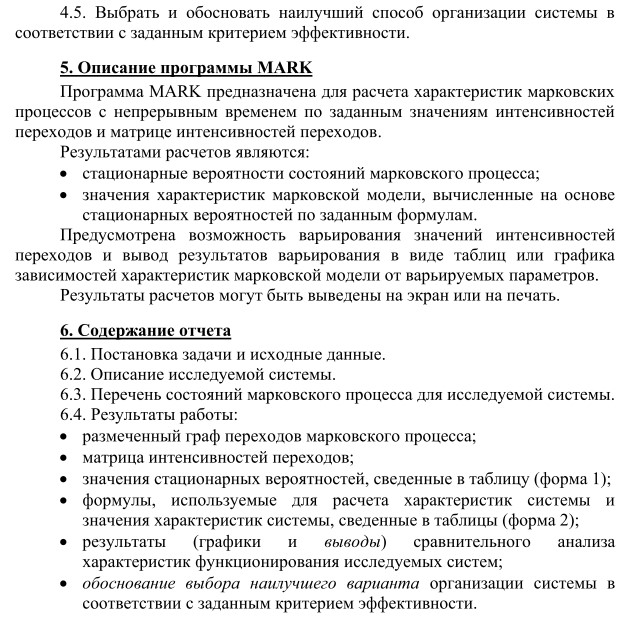 4.5. Выбрать и обосновать наилучший способ организации системы в
соответствии с заданным критерием эффективности.
5. Описание программы MARK
Программа MARK предназначена для расчета характеристик марковских
процессов с непрерывным временем по заданным значениям интенсивностей
переходов и матрице интенсивностей переходов.
Результатами расчетов являются:
• стационарные вероятности состояний марковского процесса;
• значения характеристик марковской модели, вычисленные на основе
стационарных вероятностей по заданным формулам.
Предусмотрена возможность варьирования значений интенсивностей
переходов и вывод результатов варьирования в виде таблиц или графика
зависимостей характеристик марковской модели от варьируемых параметров.
Результаты расчетов могут быть выведены на экран или на печать.
6. Содержание отчета
6.1. Постановка задачи и исходные данные.
6.2. Описание исследуемой системы.
6.3. Перечень состояний марковского процесса для исследуемой системы.
6.4. Результаты работы:
• размеченный граф переходов марковского процесса;
• матрица интенсивностей переходов;
• значения стационарных вероятностей, сведенные в таблицу (форма 1);
• формулы, используемые для расчета характеристик системы и
значения характеристик системы, сведенные в таблицы (форма 2);
• результаты (графики и выводы) сравнительного анализа
характеристик функционирования исследуемых систем;
• обоснование выбора наилучшего варианта организации системы в
соответствии с заданным критерием эффективности.